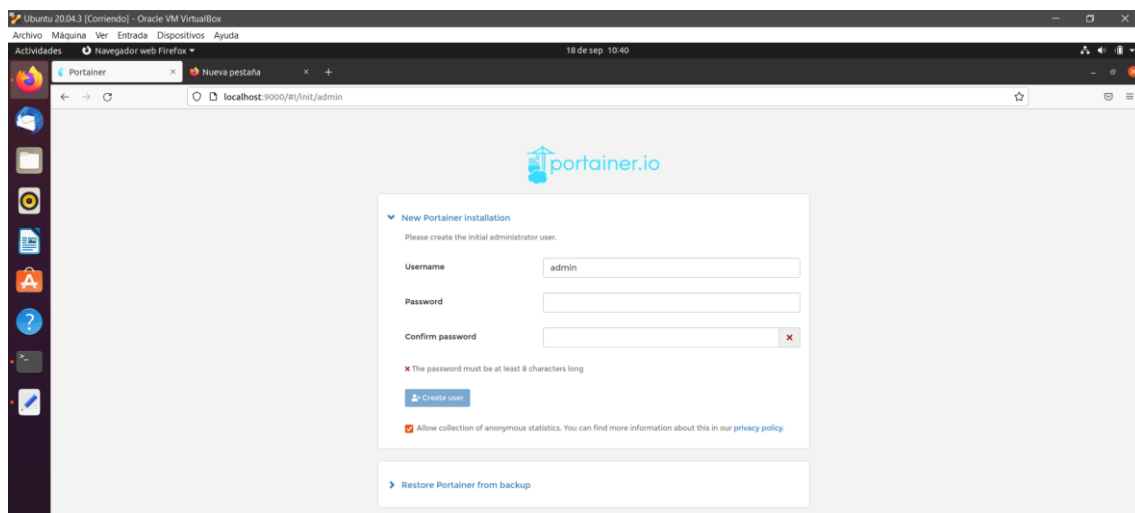 Ubuntu 20.04.3 [Corriendo] - Oracle VM VirtualBox
Archivo Máquina Ver Entrada Dispositivos Ayuda
Actividades Navegador web Firefox 18 de sep 10:40
Portainer Nueva pestaña
localhost:9000/#!/init/admin
portainer.io
New Portainer installation
Please create the initial administrator user.
Username admin
Password
Confirm password
The password must be at least 8 characters long
Create user
Allow collection of anonymous statistics. You can find more information about this in our privacy policy.
Restore Portainer from backup